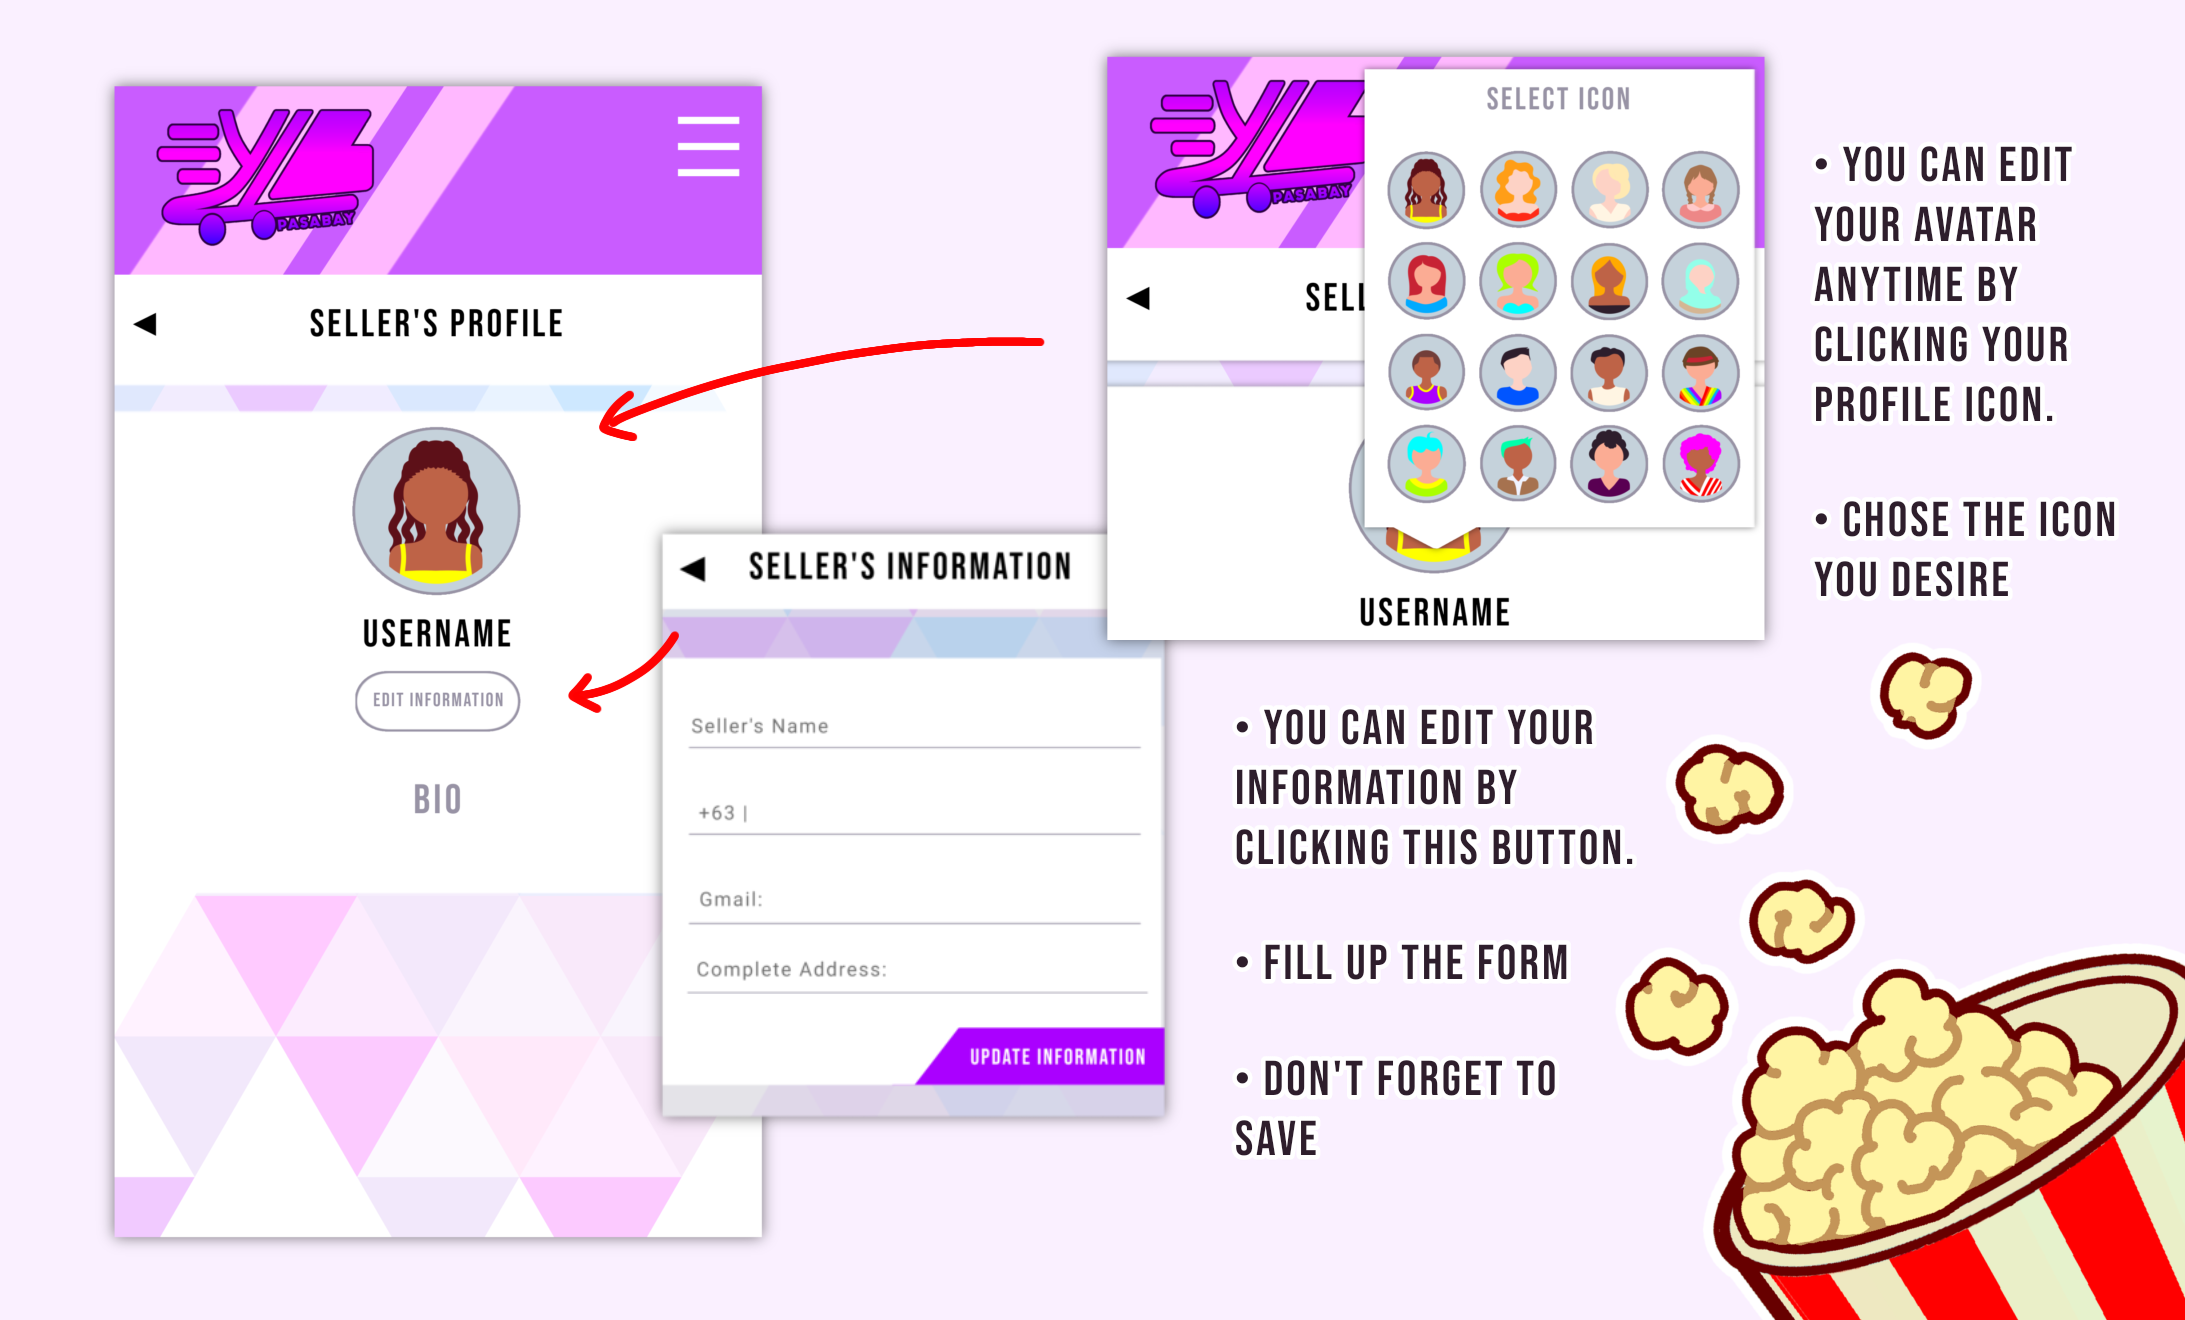 PASABAY
SELLER'S PROFILE
USERNAME
EDIT INFORMATION
BIO
SELLER'S INFORMATION
Seller's Name
+63 |
Gmail:
Complete Address:
UPDATE INFORMATION
PASABAY
SELL
SELECT ICON
USERNAME
• YOU CAN EDIT
YOUR AVATAR
ANYTIME BY
CLICKING YOUR
PROFILE ICON.
• CHOSE THE ICON
YOU DESIRE
• YOU CAN EDIT YOUR
INFORMATION BY
CLICKING THIS BUTTON.
• FILL UP THE FORM
• DON'T FORGET TO
SAVE